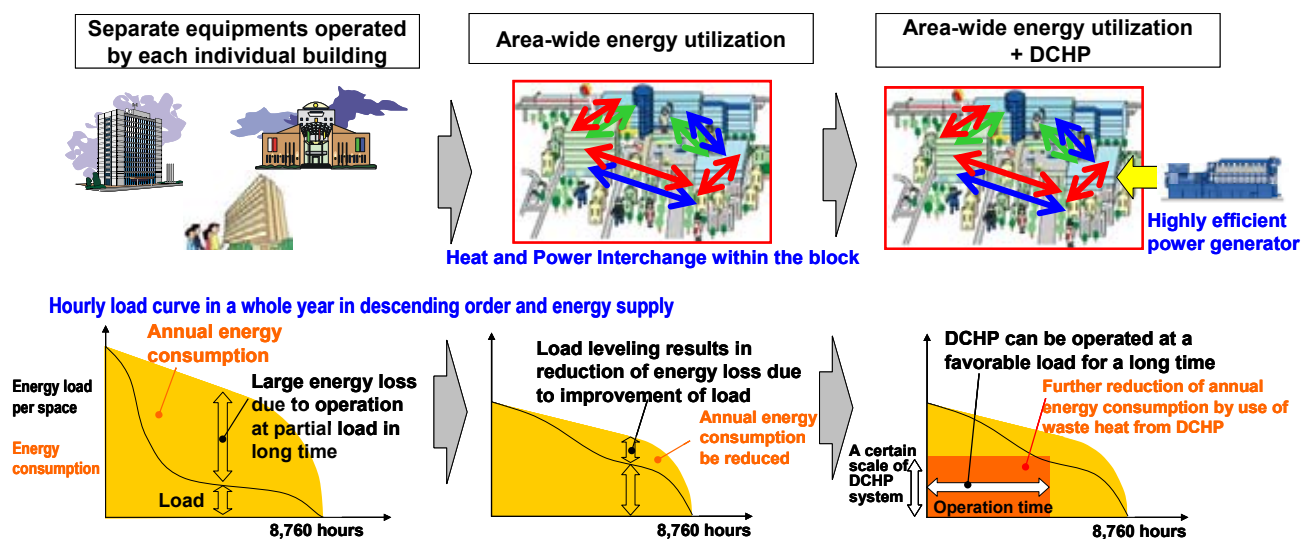 Separate equipments operated
by each individual building
Area-wide energy utilization
Area-wide energy utilization
+ DCHP
Heat and Power Interchange within the block
Highly efficient
power generator
Hourly load curve in a whole year in descending order and energy supply
Energy load
per space
Energy
consumption
Annual energy
consumption
Large energy loss
due to operation
at partial load in
long time
Load
8,760 hours
Load leveling results in
reduction of energy loss due
to improvement of load
Annual energy
consumption
be reduced
8,760 hours
DCHP can be operated at a
favorable load for a long time
Further reduction of annual
energy consumption by use of
waste heat from DCHP
A certain
scale of
DCHP
system
Operation time
8,760 hours